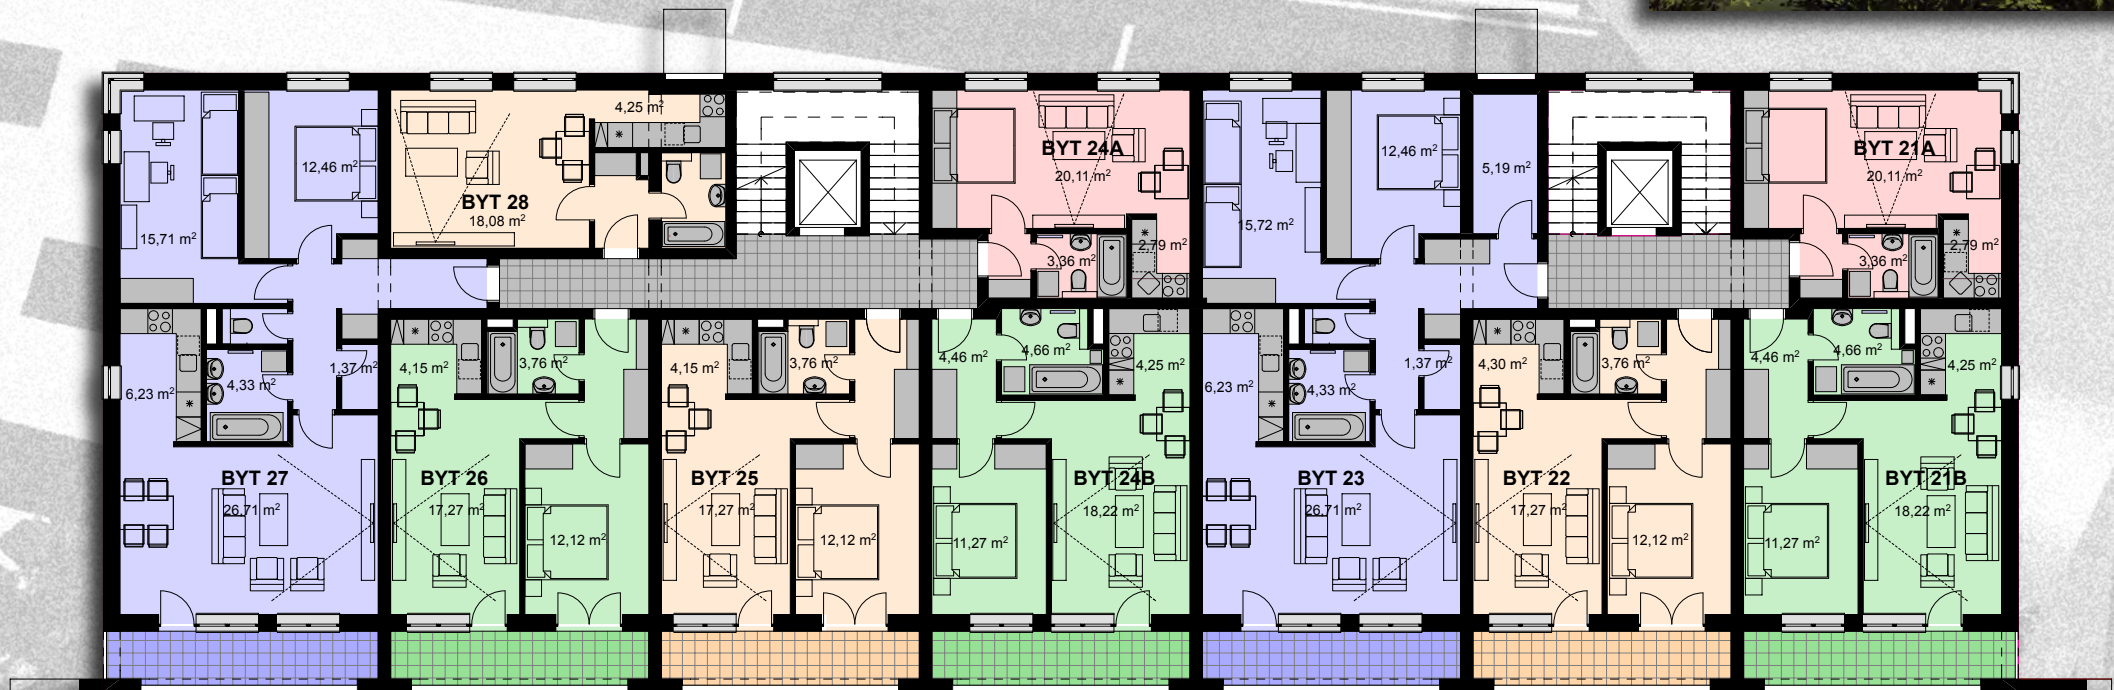 4,25 m²
BYT 28
18,08 m²
12,46 m²
15,71 m²
BYT 24A
20,11 m²
2,79 m²
3,36 m²
12,46 m²
15,72 m²
5,19 m²
BYT 21A
20,11 m²
2,79 m²
3,36 m²
6,23 m²
4,33 m²
1,37 m²
BYT 27
26,71 m²
4,15 m²
3,76 m²
BYT 26
17,27 m²
12,12 m²
4,15 m²
3,76 m²
BYT 25
17,27 m²
12,12 m²
4,46 m²
4,66 m²
4,25 m²
BYT 24B
18,22 m²
11,27 m²
6,23 m²
4,33 m²
1,37 m²
BYT 23
26,71 m²
4,30 m²
3,76 m²
BYT 22
17,27 m²
12,12 m²
4,46 m²
4,66 m²
4,25 m²
BYT 21B
18,22 m²
11,27 m²